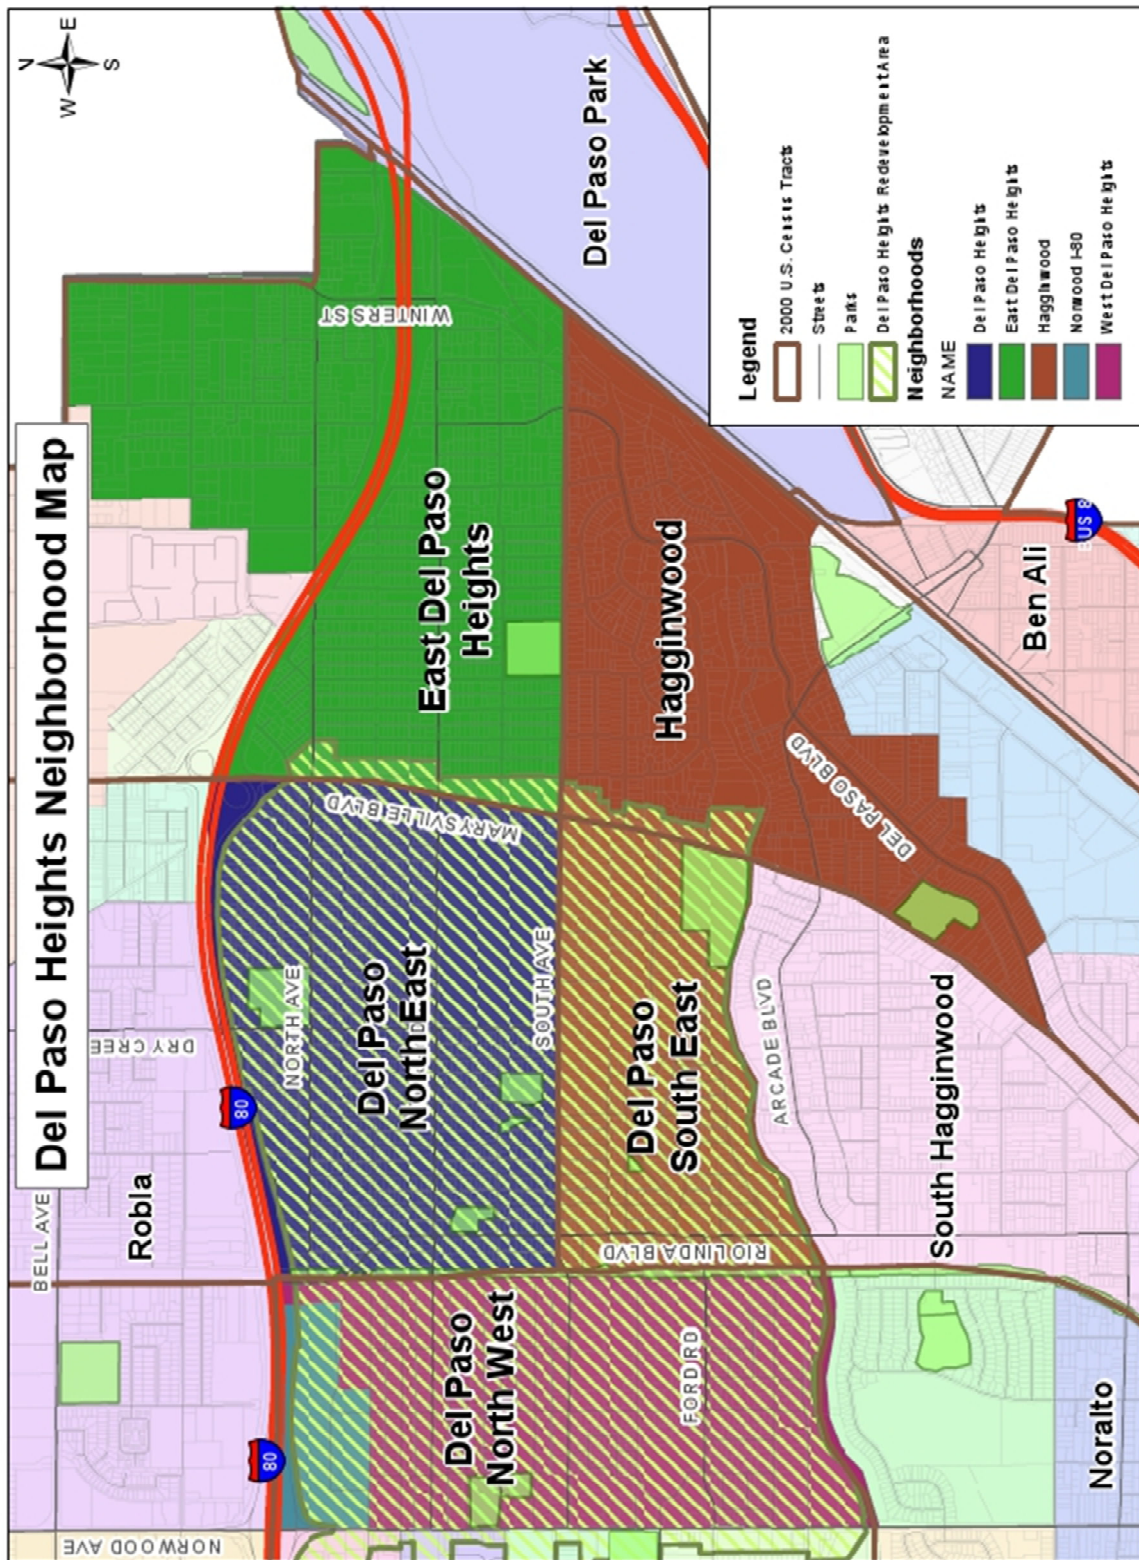 Del Paso Heights Neighborhood Map
N
W
E
S
BELL AVE
Robla
DRY CREE
NORWOOD AVE
80
80
NORTH AVE
MARYSVILLE BLVD
WINTERS ST
East Del Paso
Heights
Del Paso
North East
SOUTH AVE
Del Paso
North West
FORD RD
RIO LINDA BLVD
Del Paso
South East
Hagginwood
Del Paso Park
ARCADE BLVD
DEL PASO BLVD
South Hagginwood
Ben Ali
US 8
Noralto
Legend
2000 U.S. Census Tracts
Streets
Parks
Del Paso Heights Redevelopment Area
Neighborhoods
NAME
Del Paso Heights
East Del Paso Heights
Hagginwood
Norwood I-80
West Del Paso Heights